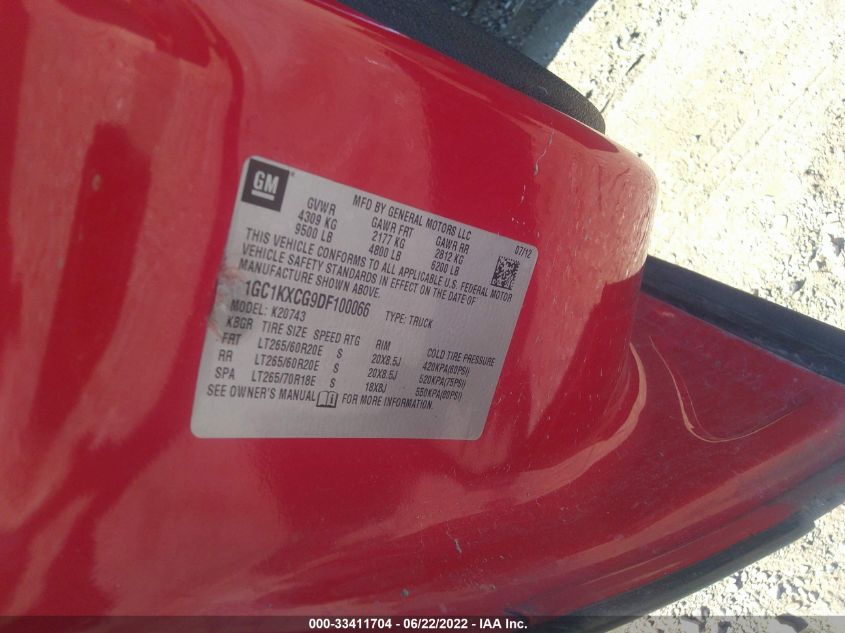 GM
MFD BY GENERAL MOTORS LLC 07/12
GVWR GAWR FRT GAWR RR
4309 KG 2177 KG 2812 KG
9500 LB 4800 LB 6200 LB
THIS VEHICLE CONFORMS TO ALL APPLICABLE U.S. FEDERAL MOTOR
VEHICLE SAFETY STANDARDS IN EFFECT ON THE DATE OF
MANUFACTURE SHOWN ABOVE.
1GC1KXCG9DF100066 TYPE: TRUCK
MODEL: K20743
KBGR TIRE SIZE SPEED RTG RIM COLD TIRE PRESSURE
FRT LT265/60R20E S 20X8.5J 420KPA(60PSI)
RR LT265/60R20E S 20X8.5J 520KPA(75PSI)
SPA LT265/70R18E S 18X8J 550KPA(80PSI)
SEE OWNER'S MANUAL i FOR MORE INFORMATION.
000-33411704 - 06/22/2022 - IAA Inc.